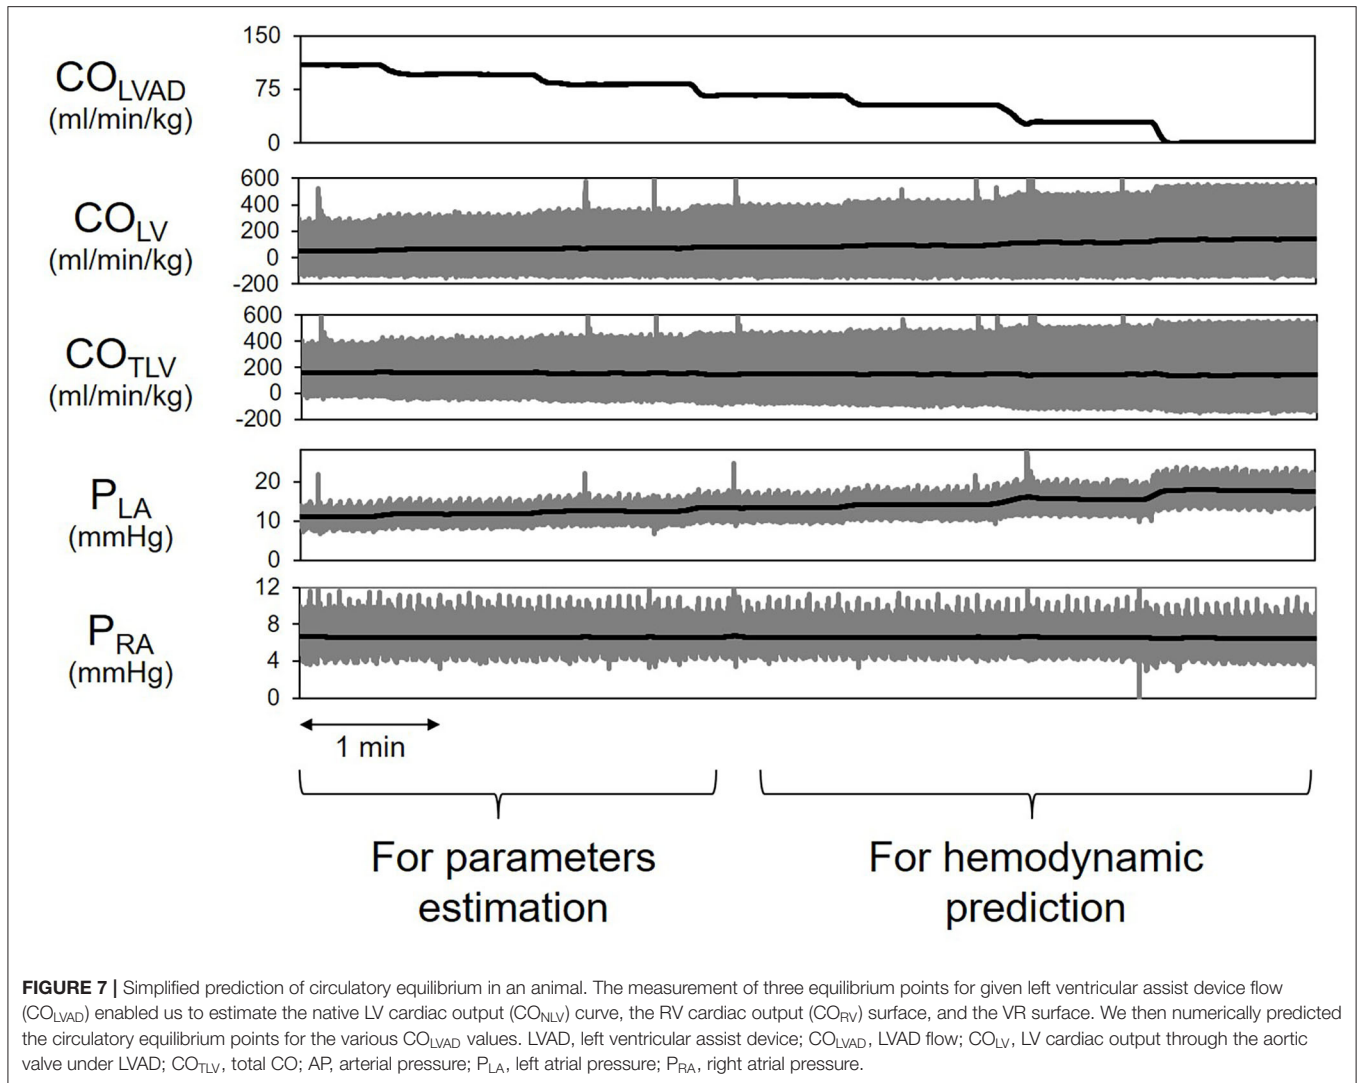 150
CO_LVAD 75
(ml/min/kg)
0
600
400
CO_LV 200
(ml/min/kg) 0
-200
600
400
CO_TLV 200
(ml/min/kg) 0
-200
20
P_LA 10
(mmHg)
0
12
8
P_RA
(mmHg) 4
0
1 min
For parameters
estimation
For hemodynamic
prediction
FIGURE 7 | Simplified prediction of circulatory equilibrium in an animal. The measurement of three equilibrium points for given left ventricular assist device flow
(CO_LVAD) enabled us to estimate the native LV cardiac output (CO_NLV) curve, the RV cardiac output (CO_RV) surface, and the VR surface. We then numerically predicted
the circulatory equilibrium points for the various CO_LVAD values. LVAD, left ventricular assist device; CO_LVAD, LVAD flow; CO_LV, LV cardiac output through the aortic
valve under LVAD; CO_TLV, total CO; AP, arterial pressure; P_LA, left atrial pressure; P_RA, right atrial pressure.